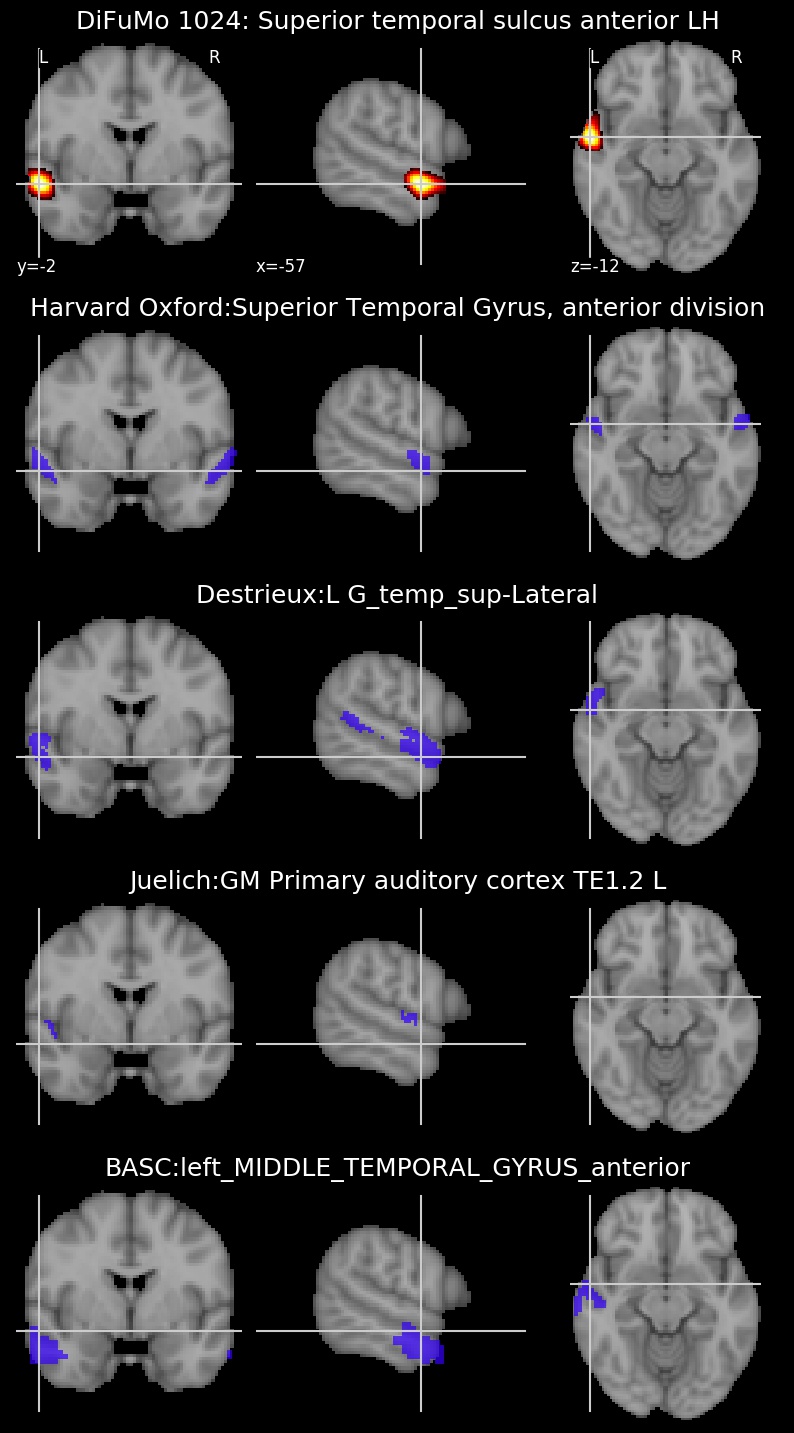 DiFuMo 1024: Superior temporal sulcus anterior LH
L R L R
y=-2 x=-57 z=-12
Harvard Oxford:Superior Temporal Gyrus, anterior division
Destrieux:L G_temp_sup-Lateral
Juelich:GM Primary auditory cortex TE1.2 L
BASC:left_MIDDLE_TEMPORAL_GYRUS_anterior